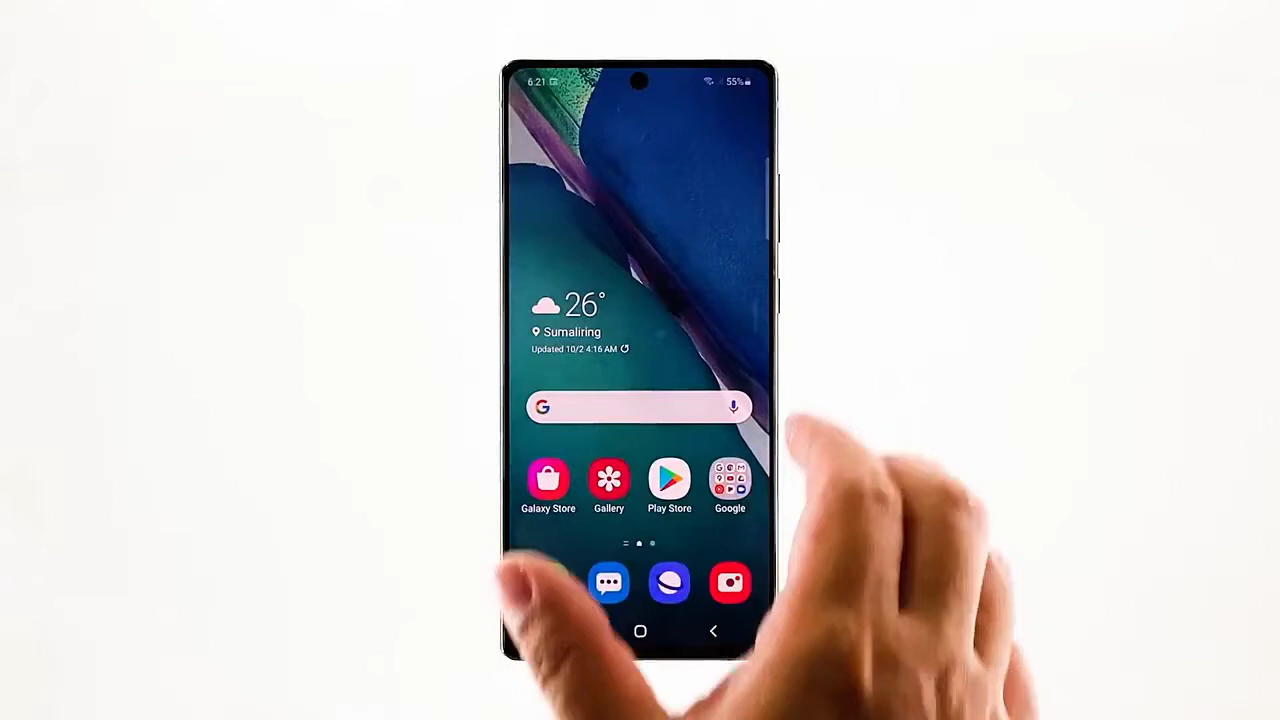 6:21
55%
26°
Sumaliring
Updated 10/2 4:16 AM
G
Galaxy Store
Gallery
Play Store
Google